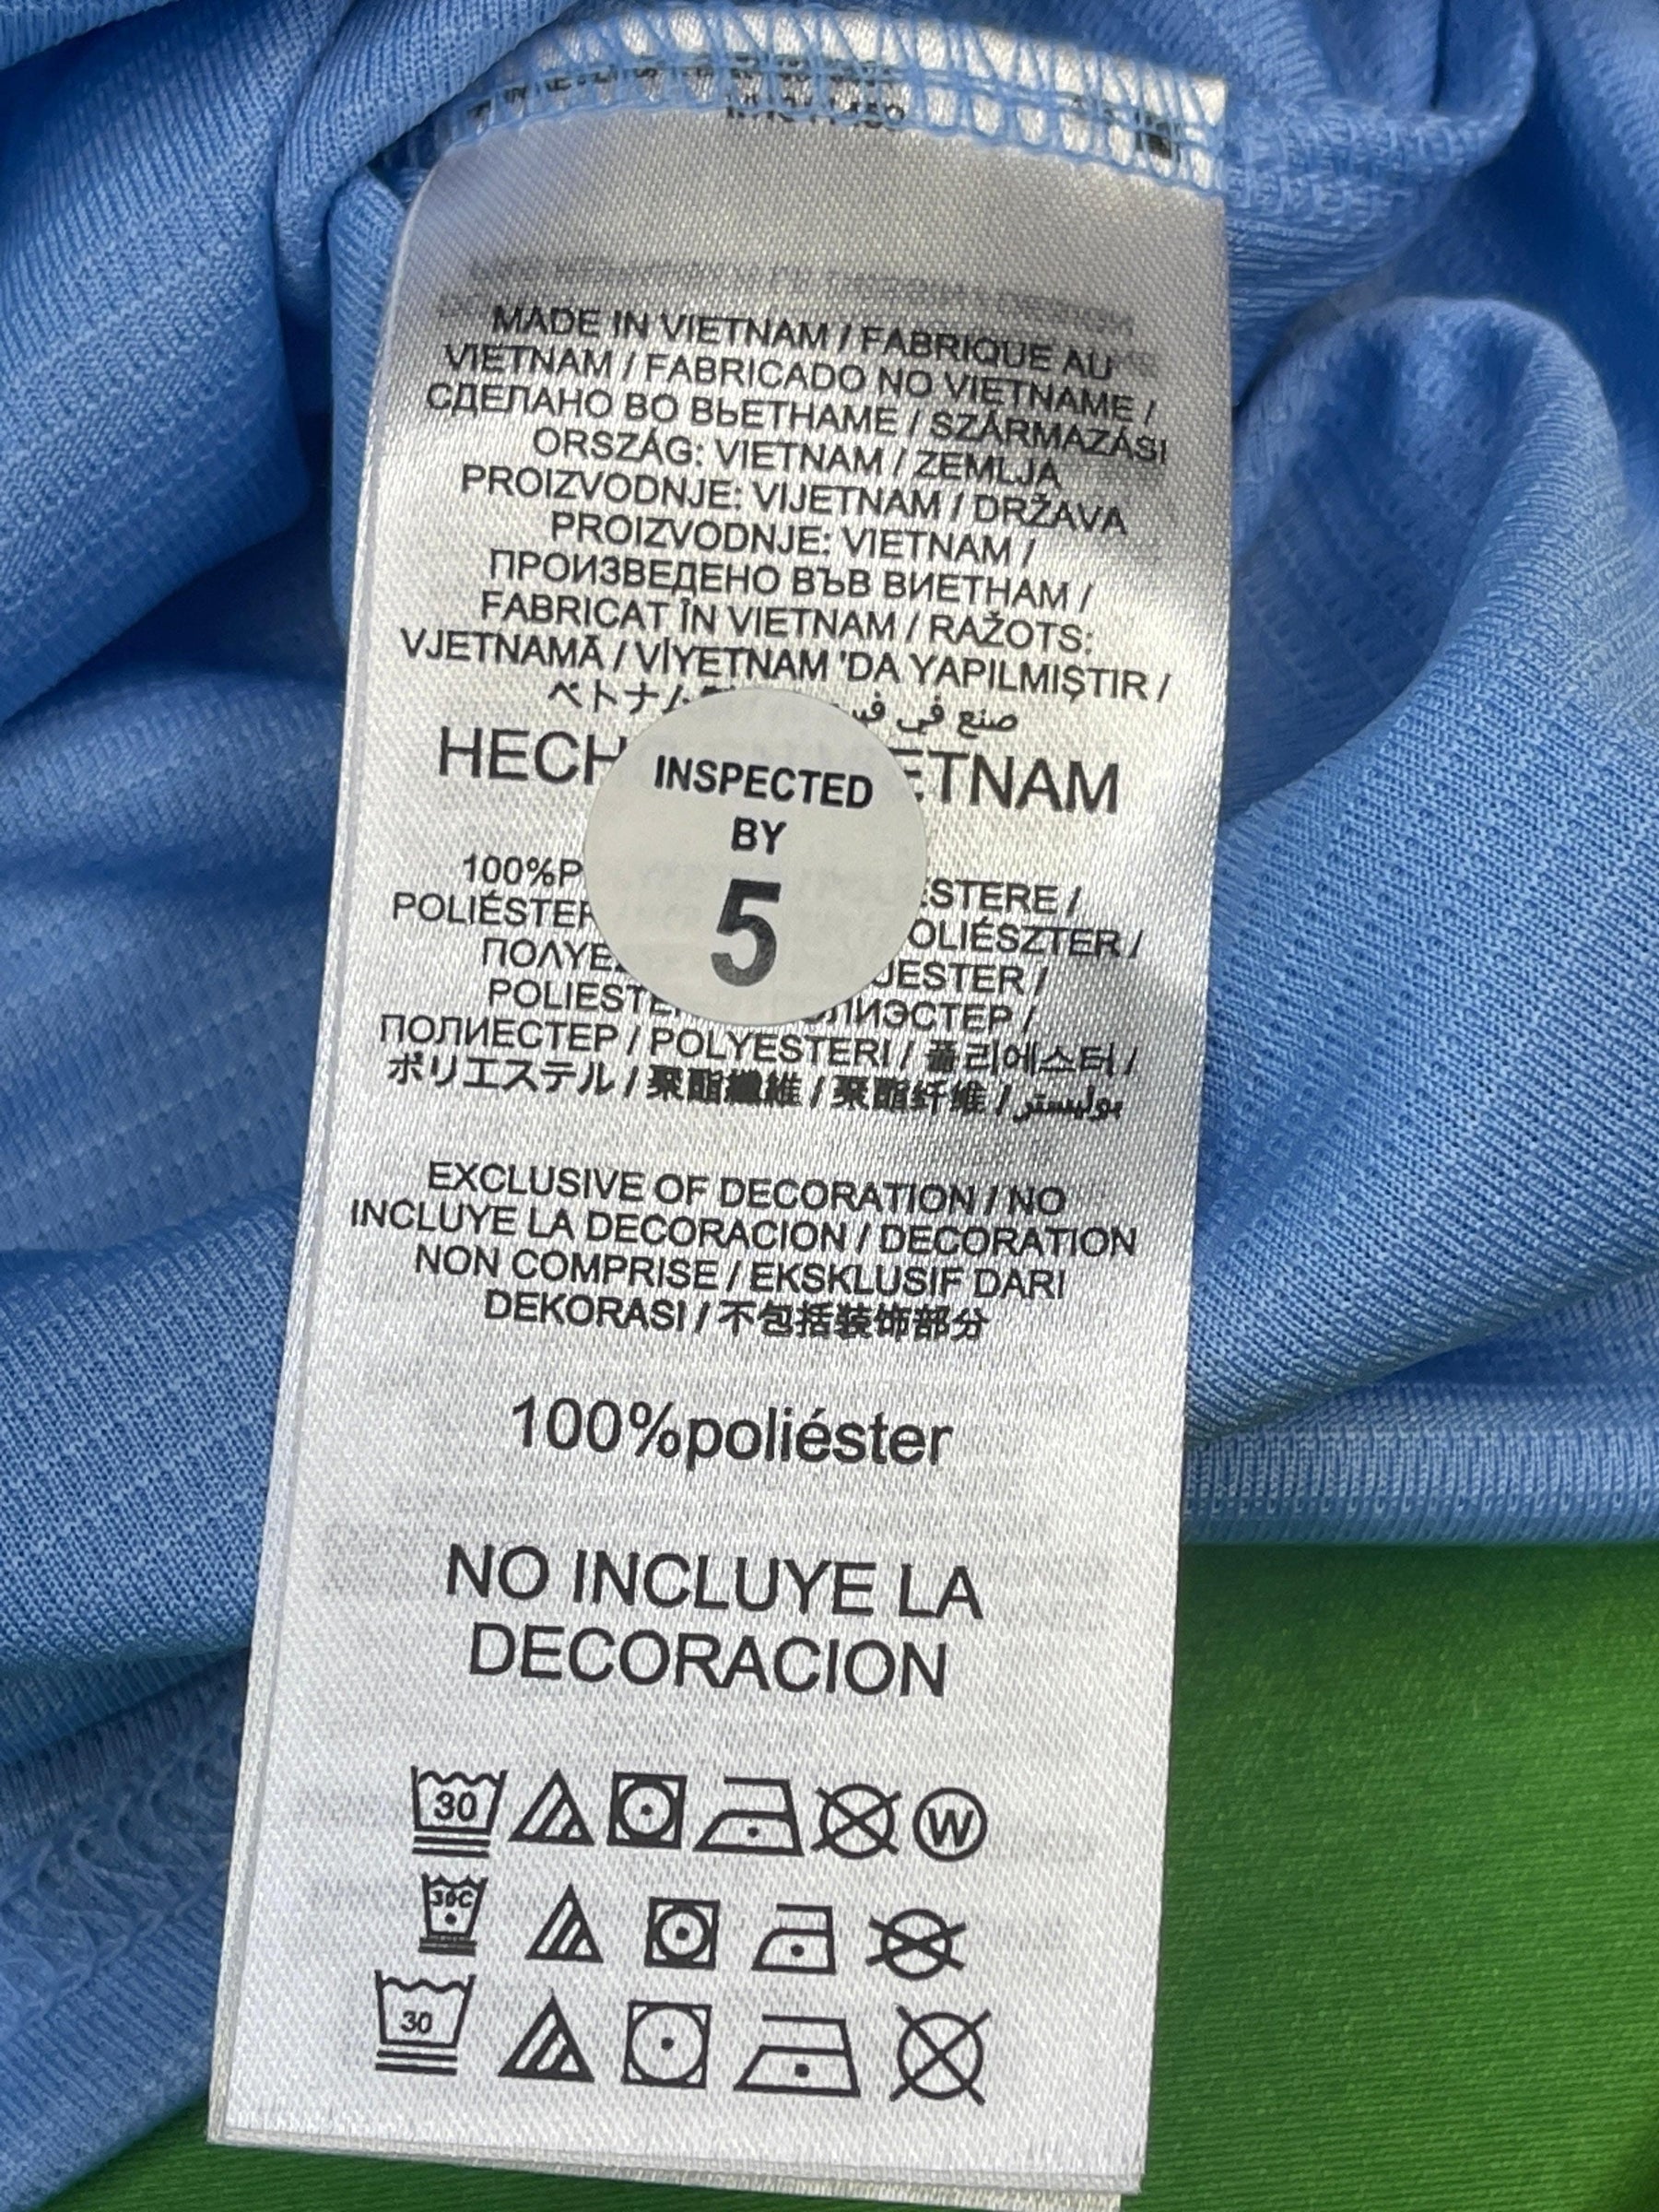 MADE IN VIETNAM / FABRIQUE AU
VIETNAM / FABRICADO NO VIETNAME /
СДЕЛАНО ВО ВЬЕТНАМЕ / SZÁRMAZÁSI
ORSZÁG: VIETNAM / ZEMLJA
PROIZVODNJE: VIJETNAM / DRŽAVA
PROIZVODNJE: VIETNAM /
ПРОИЗВЕДЕНО ВЪВ ВИЕТНАМ /
FABRICAT ÎN VIETNAM / RAŽOTS:
VJETNAMĀ / VİYETNAM 'DA YAPILMIŞTIR /
صنع في
INSPECTED
BY
5
100%
/
/
/
/
ПОЛИЕСТЕР / POLYESTERI / 폴리에스터 /
ポリエステル / 聚酯纖維 / 聚酯纤维 / بوليستر
EXCLUSIVE OF DECORATION / NO
INCLUYE LA DECORACION / DECORATION
NON COMPRISE / EKSKLUSIF DARI
DEKORASI / 不包括装饰部分
100%poliéster
NO INCLUYE LA
DECORACION
30
W
30C
30